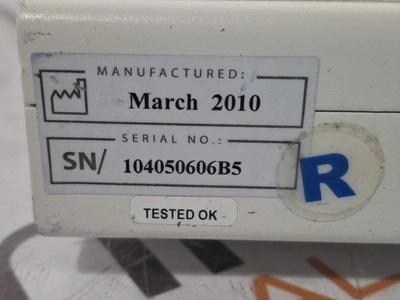 MANUFACTURED:
March 2010
SERIAL NO.:
SN/ 104050606B5
R
TESTED OK